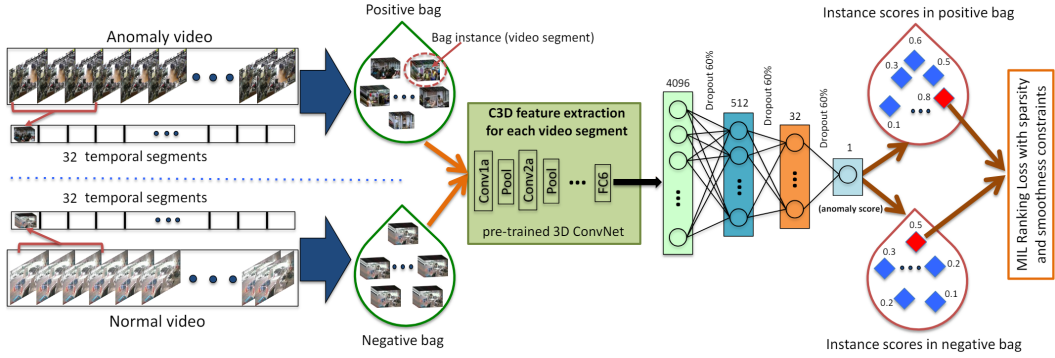 Anomaly video
32 temporal segments
32 temporal segments
Normal video
Positive bag
Bag instance (video segment)
Negative bag
C3D feature extraction
for each video segment
Conv1a
Pool
Conv2a
Pool
FC6
pre-trained 3D ConvNet
4096
Dropout 60%
512
Dropout 60%
32
Dropout 60%
1
(anomaly score)
Instance scores in positive bag
0.6
0.3
0.5
0.8
0.1
0.5
0.3
0.2
0.2
0.1
Instance scores in negative bag
MIL Ranking Loss with sparsity
and smoothness constraints